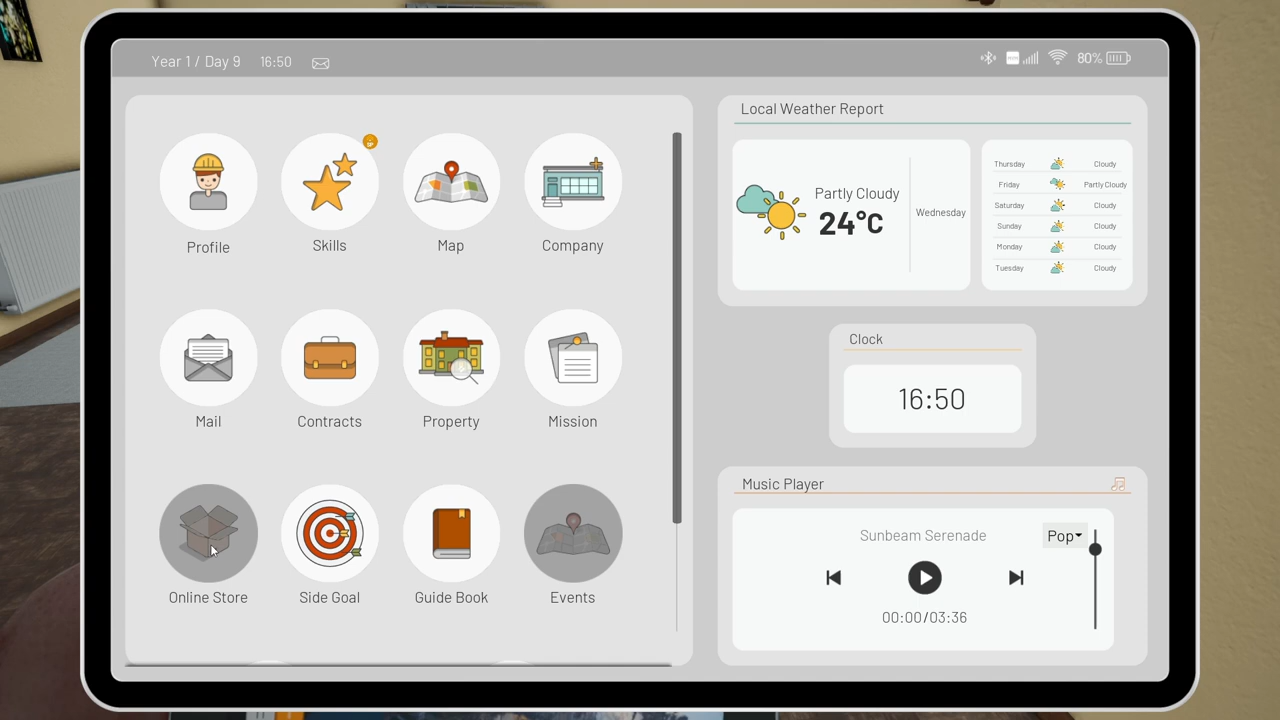 Year 1 / Day 9 16:50
80%
Profile
Skills
Map
Company
Mail
Contracts
Property
Mission
Online Store
Side Goal
Guide Book
Events
Local Weather Report
Partly Cloudy
24°C
Wednesday
Thursday Cloudy
Friday Partly Cloudy
Saturday Cloudy
Sunday Cloudy
Monday Cloudy
Tuesday Cloudy
Clock
16:50
Music Player
Sunbeam Serenade
Pop
00:00/03:36